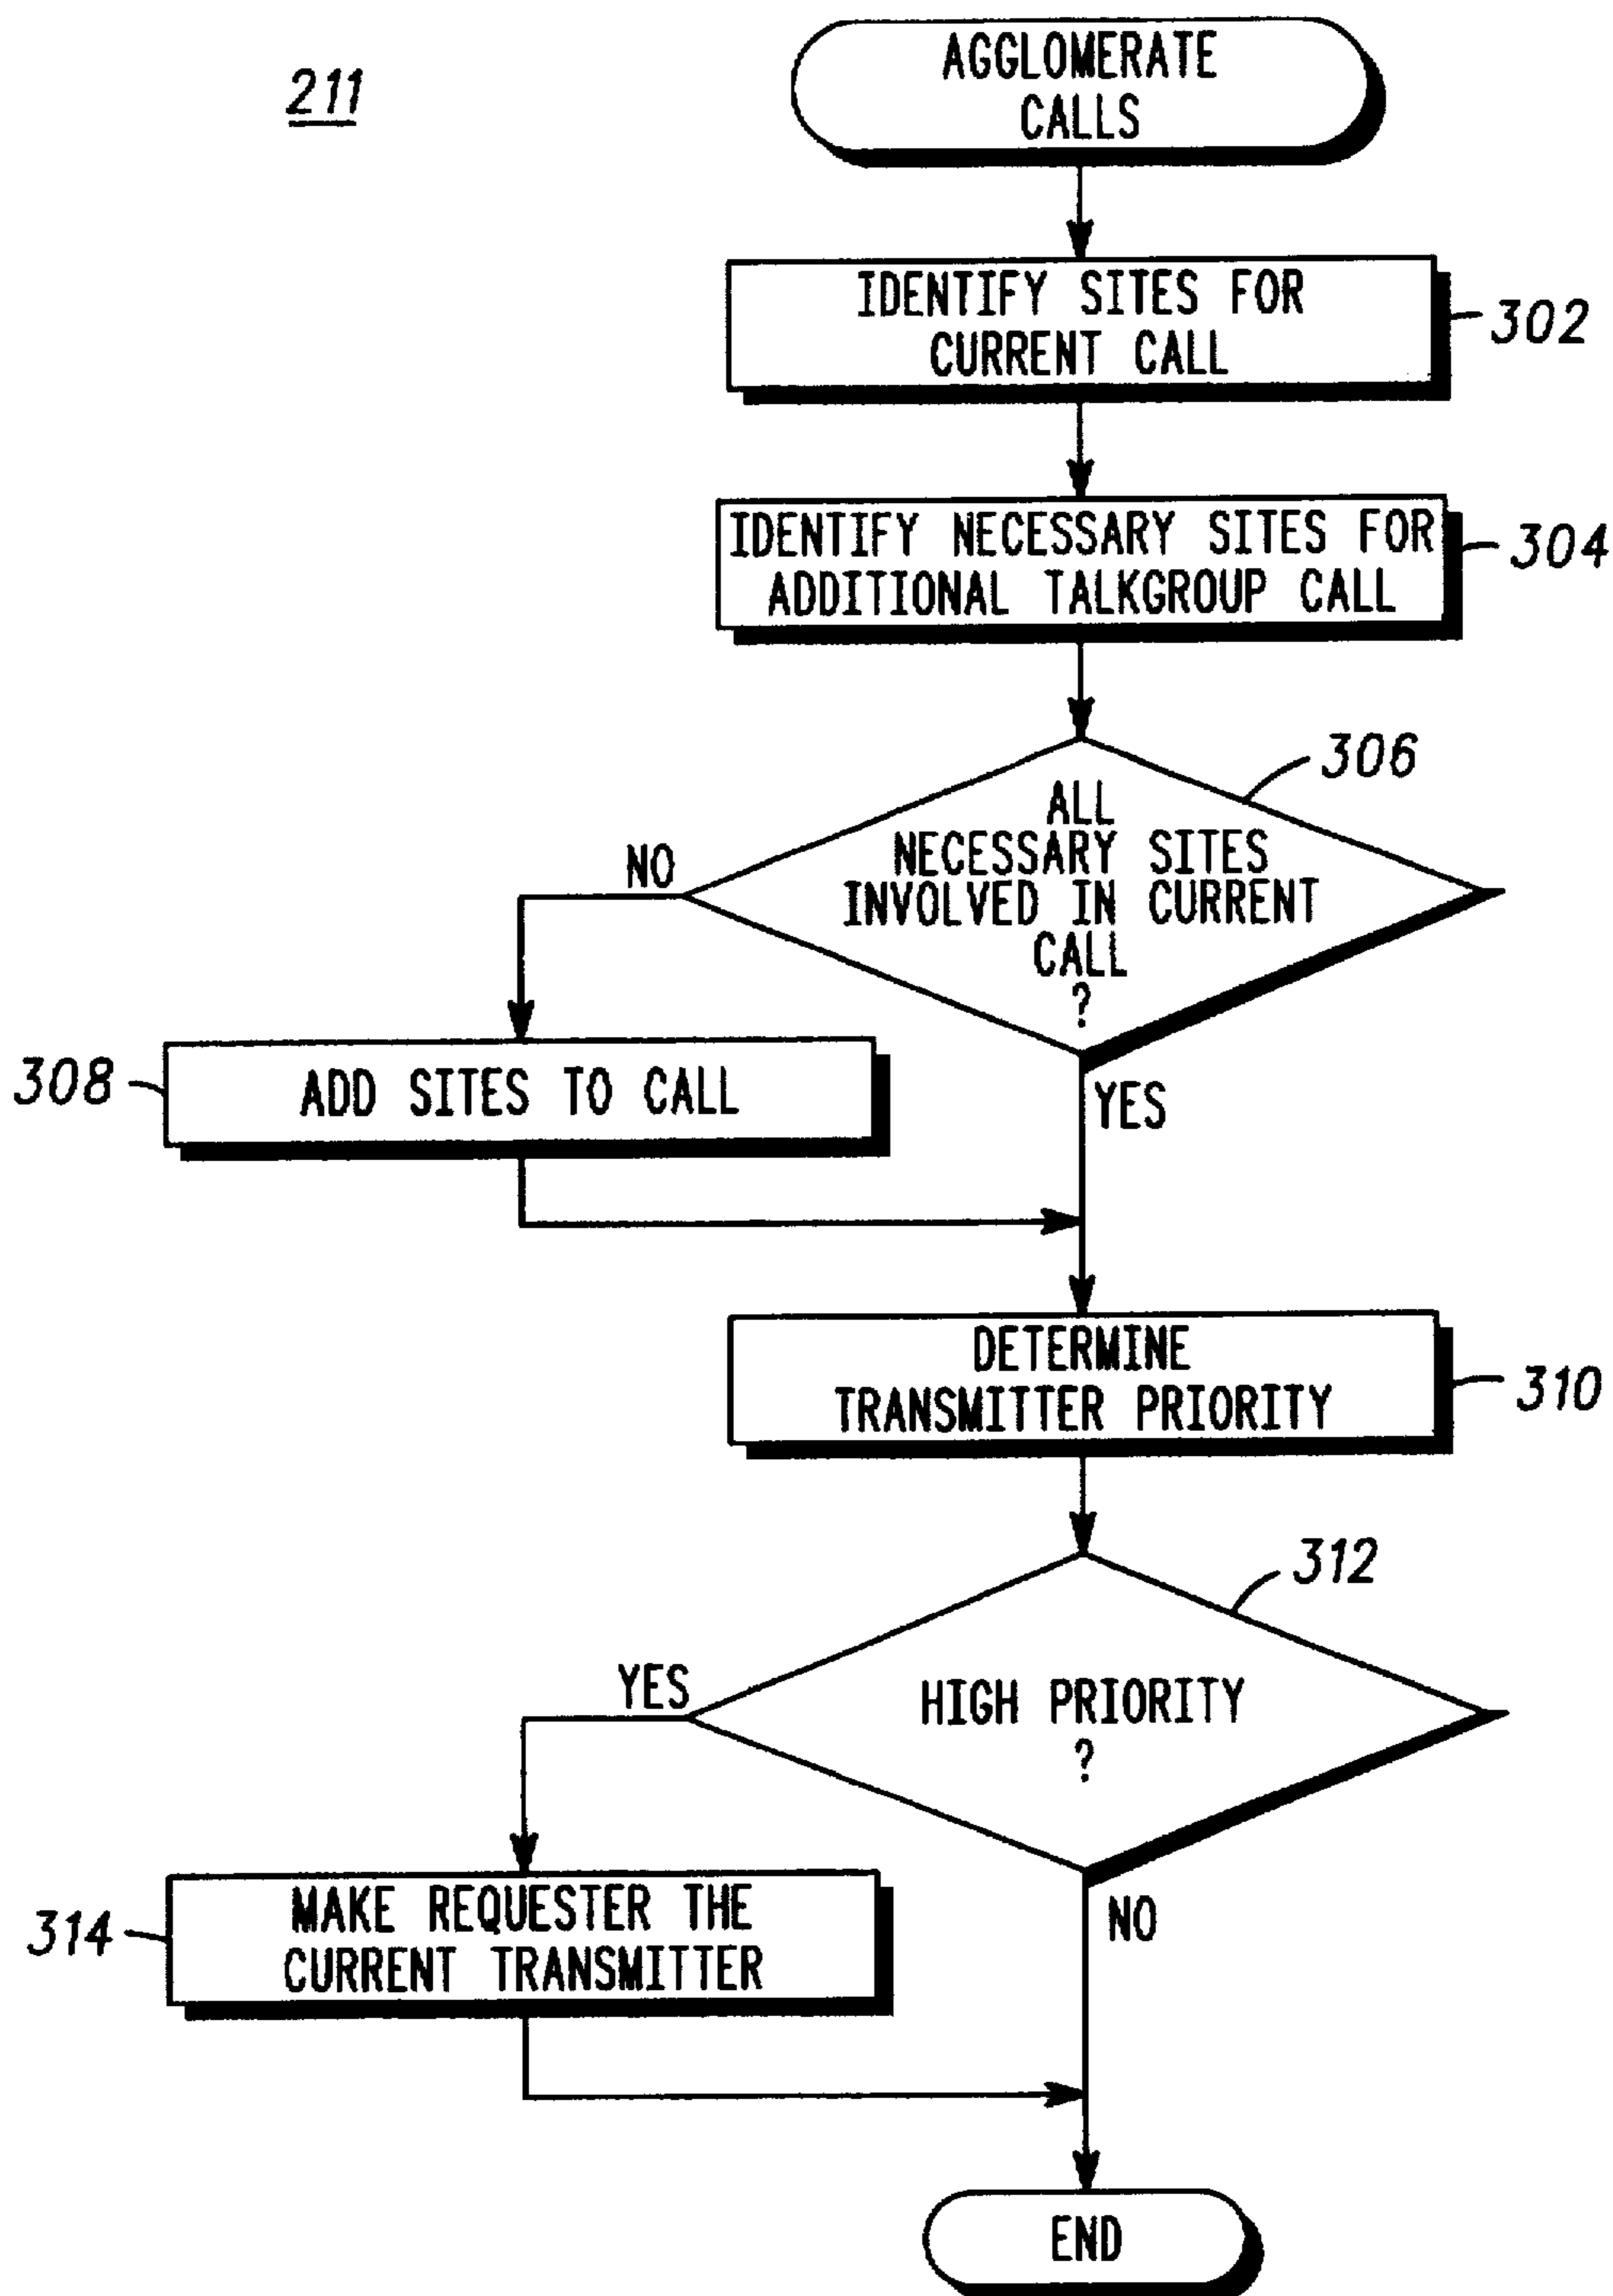 211
AGGLOMERATE
CALLS
IDENTIFY SITES FOR
CURRENT CALL
302
IDENTIFY NECESSARY SITES FOR
ADDITIONAL TALKGROUP CALL
304
306
ALL
NECESSARY SITES
INVOLVED IN CURRENT
CALL
?
NO
YES
308
ADD SITES TO CALL
DETERMINE
TRANSMITTER PRIORITY
310
312
HIGH PRIORITY
?
YES
NO
314
MAKE REQUESTER THE
CURRENT TRANSMITTER
END